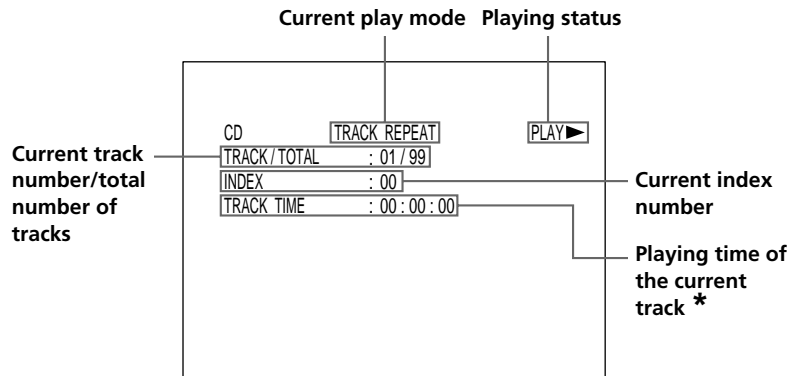 Current play mode Playing status
CD TRACK REPEAT PLAY►
TRACK / TOTAL : 01 / 99
INDEX : 00
TRACK TIME : 00 : 00 : 00
Current track
number/total
number of
tracks
Current index
number
Playing time of
the current
track *